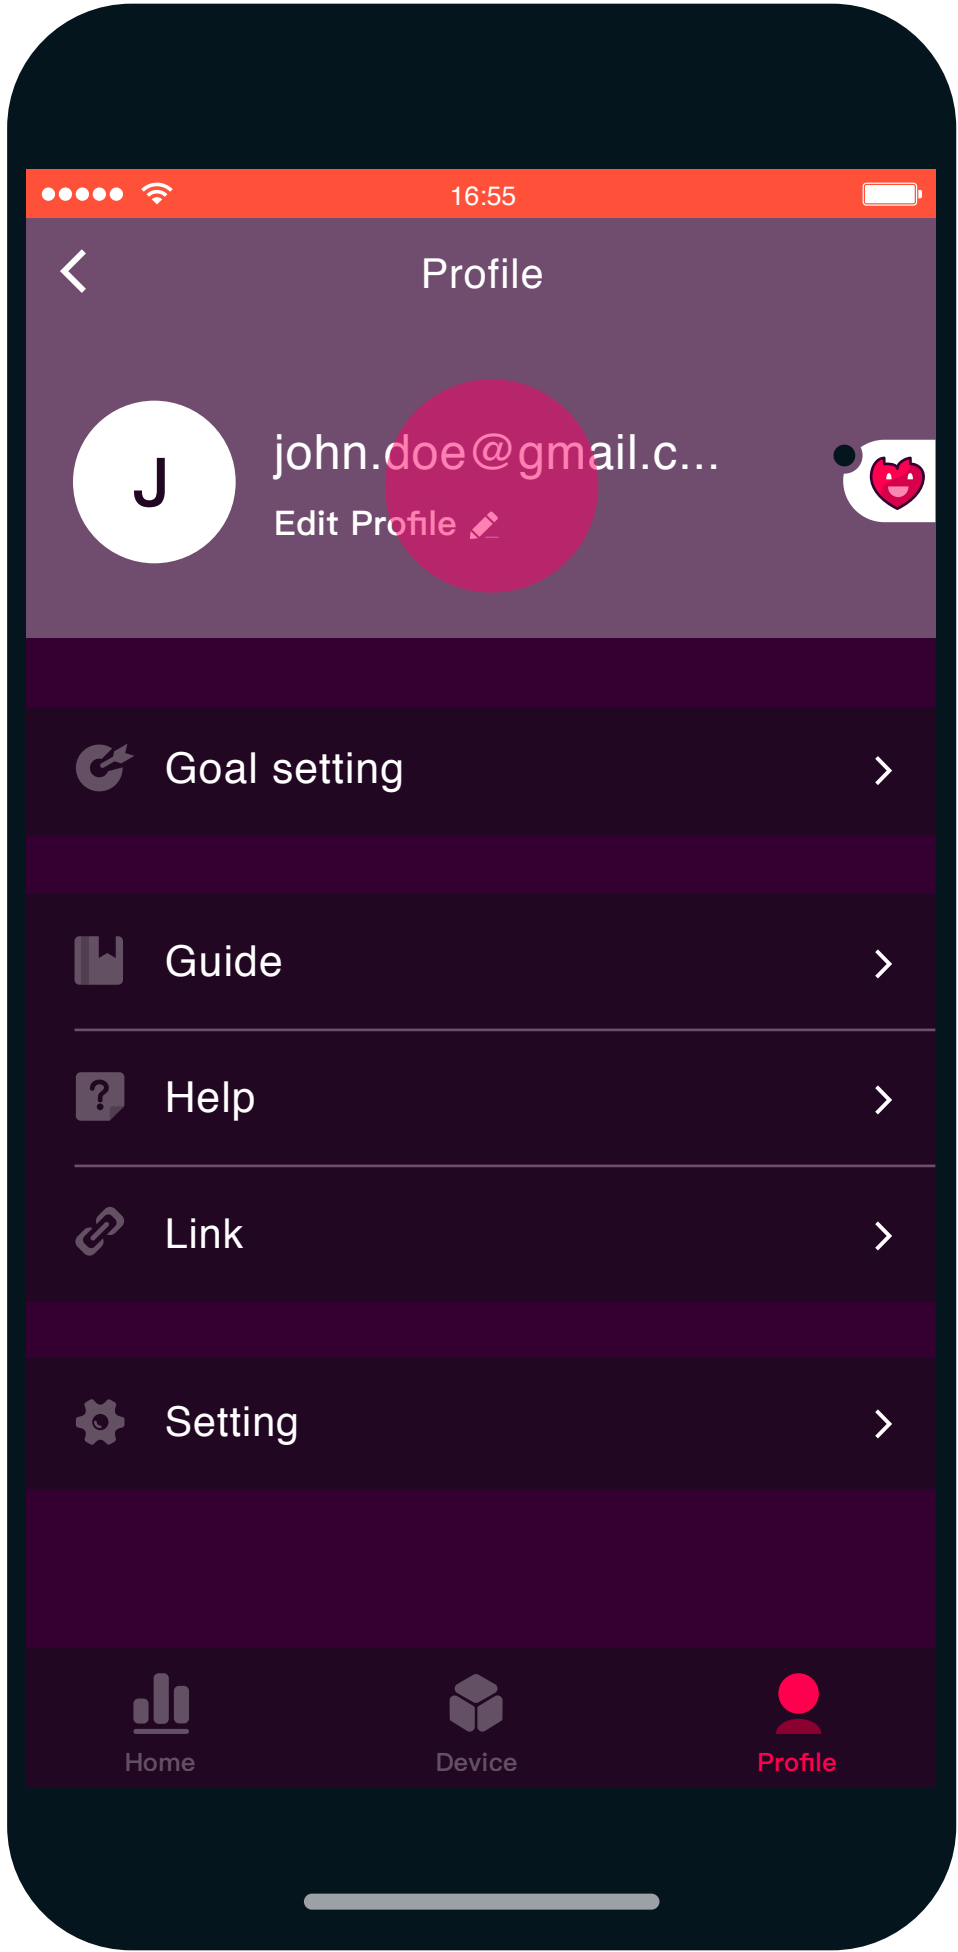 16:55
Profile
J
john.doe@gmail.c...
Edit Profile
Goal setting
Guide
?
Help
Link
Setting
Home
Device
Profile